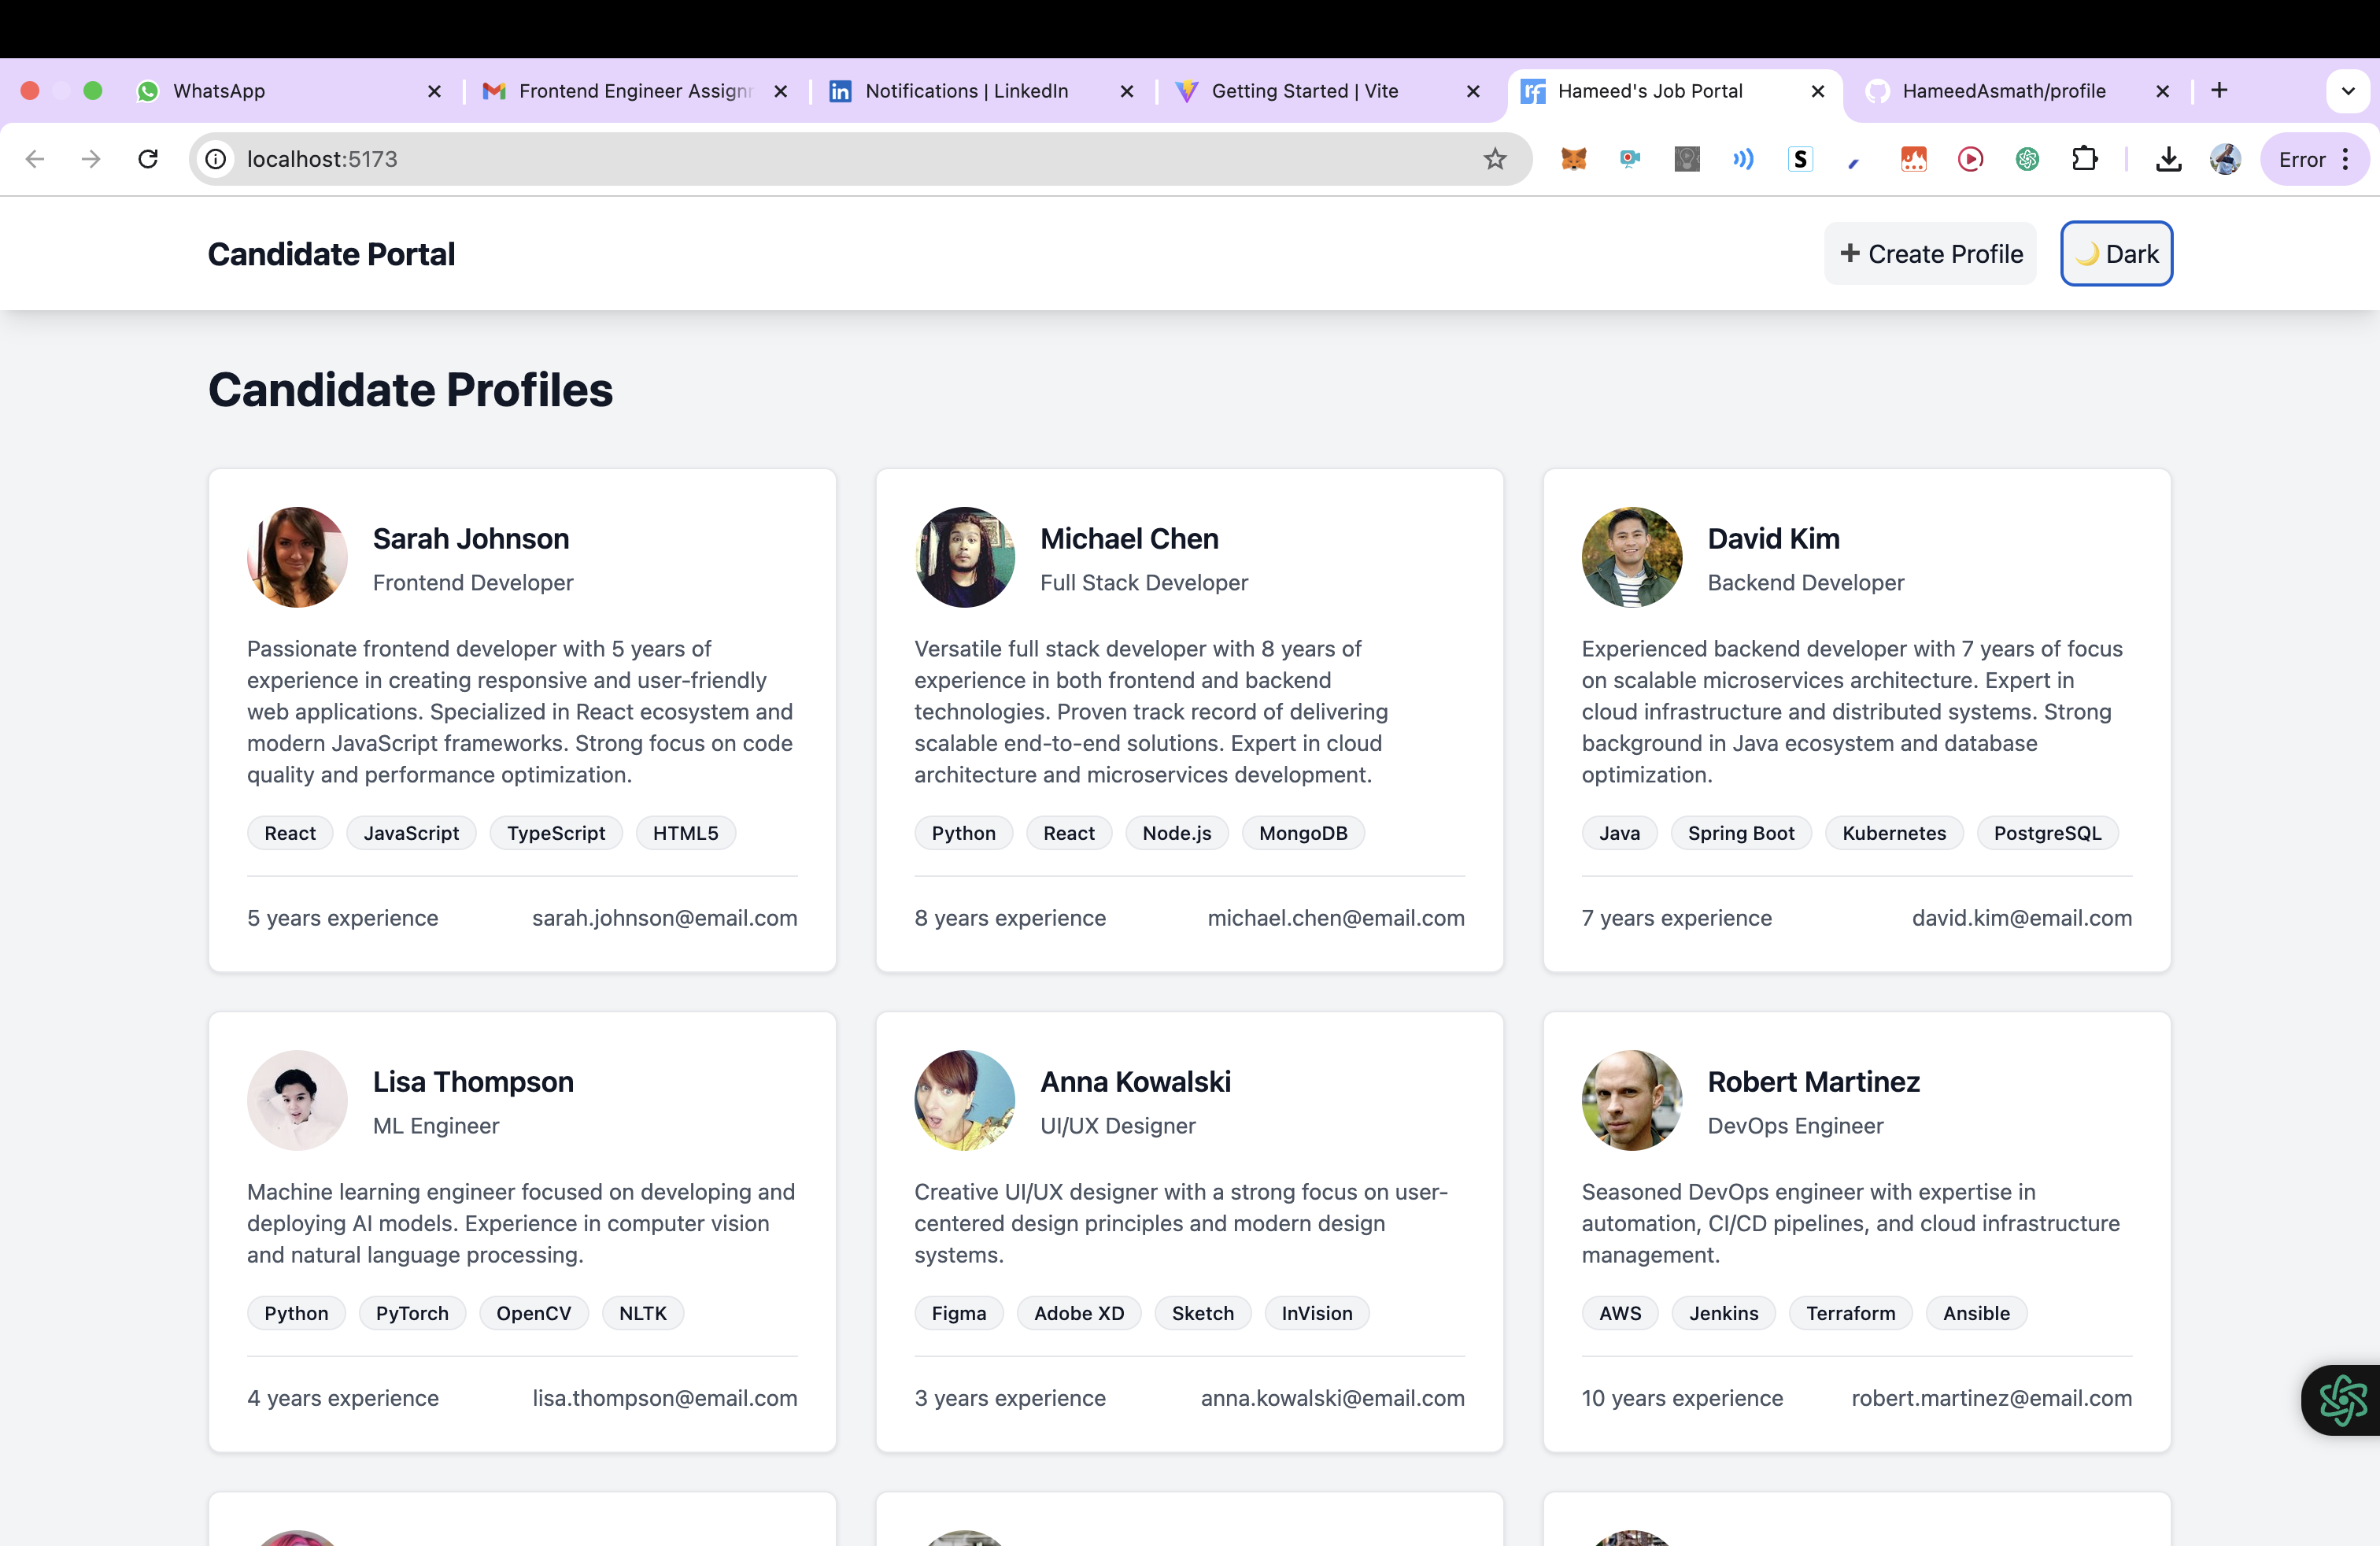 WhatsApp
Frontend Engineer Assignm
Notifications | LinkedIn
Getting Started | Vite
Hameed's Job Portal
HameedAsmath/profile
localhost:5173
S
Error
Candidate Portal
Create Profile
Dark
Candidate Profiles
Sarah Johnson
Frontend Developer
Passionate frontend developer with 5 years of
experience in creating responsive and user-friendly
web applications. Specialized in React ecosystem and
modern JavaScript frameworks. Strong focus on code
quality and performance optimization.
React JavaScript TypeScript HTML5
5 years experience sarah.johnson@email.com
Michael Chen
Full Stack Developer
Versatile full stack developer with 8 years of
experience in both frontend and backend
technologies. Proven track record of delivering
scalable end-to-end solutions. Expert in cloud
architecture and microservices development.
Python React Node.js MongoDB
8 years experience michael.chen@email.com
David Kim
Backend Developer
Experienced backend developer with 7 years of focus
on scalable microservices architecture. Expert in
cloud infrastructure and distributed systems. Strong
background in Java ecosystem and database
optimization.
Java Spring Boot Kubernetes PostgreSQL
7 years experience david.kim@email.com
Lisa Thompson
ML Engineer
Machine learning engineer focused on developing and
deploying AI models. Experience in computer vision
and natural language processing.
Python PyTorch OpenCV NLTK
4 years experience lisa.thompson@email.com
Anna Kowalski
UI/UX Designer
Creative UI/UX designer with a strong focus on user-
centered design principles and modern design
systems.
Figma Adobe XD Sketch InVision
3 years experience anna.kowalski@email.com
Robert Martinez
DevOps Engineer
Seasoned DevOps engineer with expertise in
automation, CI/CD pipelines, and cloud infrastructure
management.
AWS Jenkins Terraform Ansible
10 years experience robert.martinez@email.com